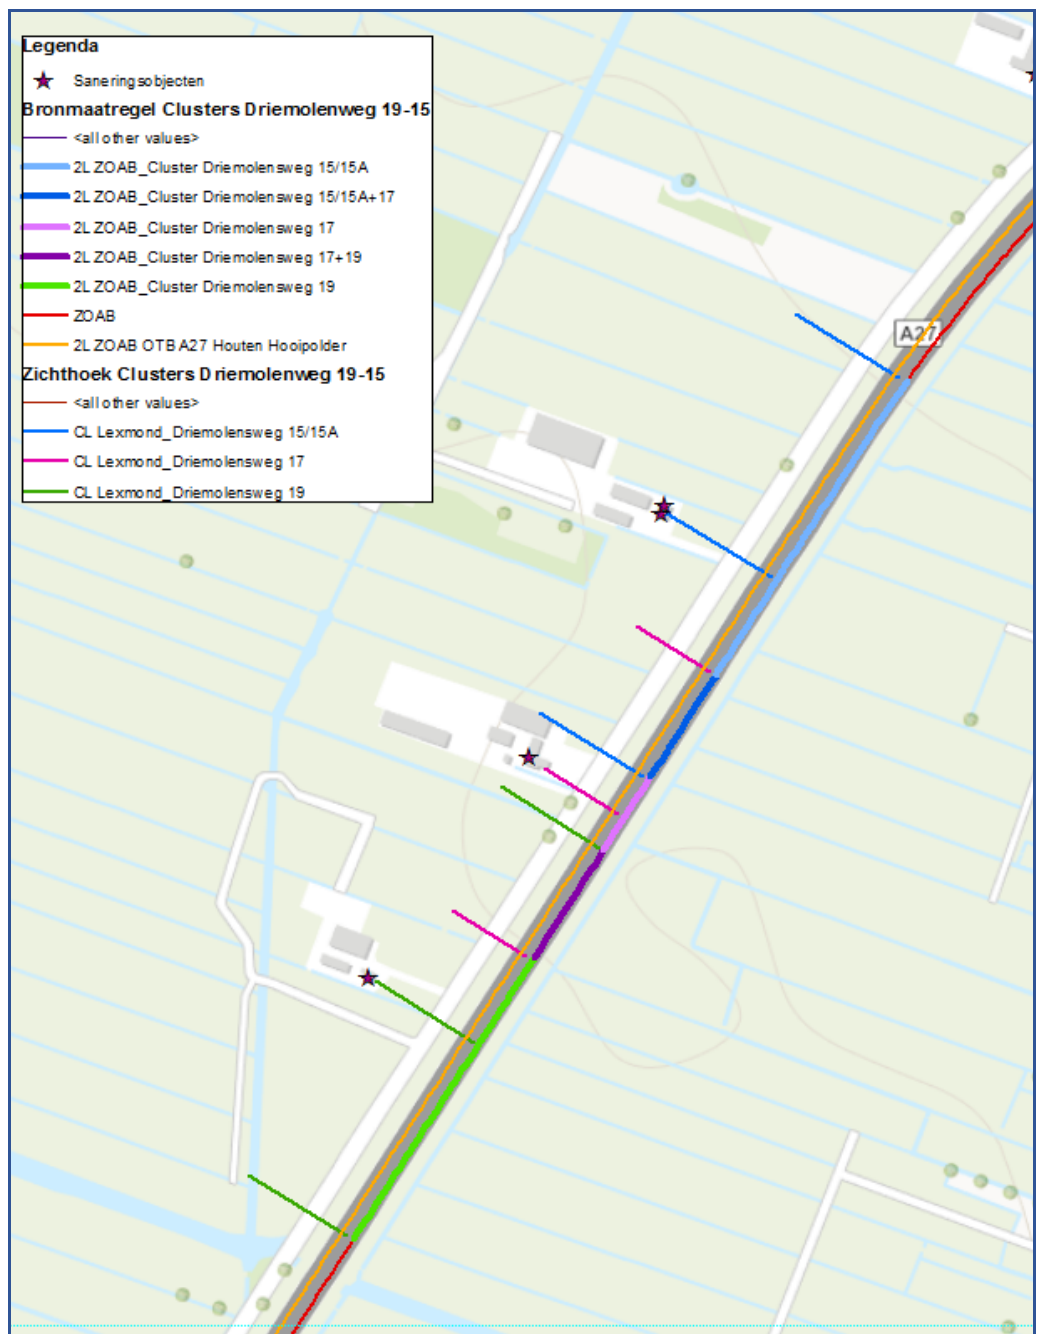 Legenda
Saneringsobjecten
Bronmaatregel Clusters Driemolenweg 19-15
<all other values>
2L ZOAB_Cluster Driemolensweg 15/15A
2L ZOAB_Cluster Driemolensweg 15/15A+17
2L ZOAB_Cluster Driemolensweg 17
2L ZOAB_Cluster Driemolensweg 17+19
2L ZOAB_Cluster Driemolensweg 19
ZOAB
2L ZOAB OTB A27 Houten Hooipolder
Zichthoek Clusters Driemolenweg 19-15
<all other values>
CL Lexmond_Driemolensweg 15/15A
CL Lexmond_Driemolensweg 17
CL Lexmond_Driemolensweg 19
A27